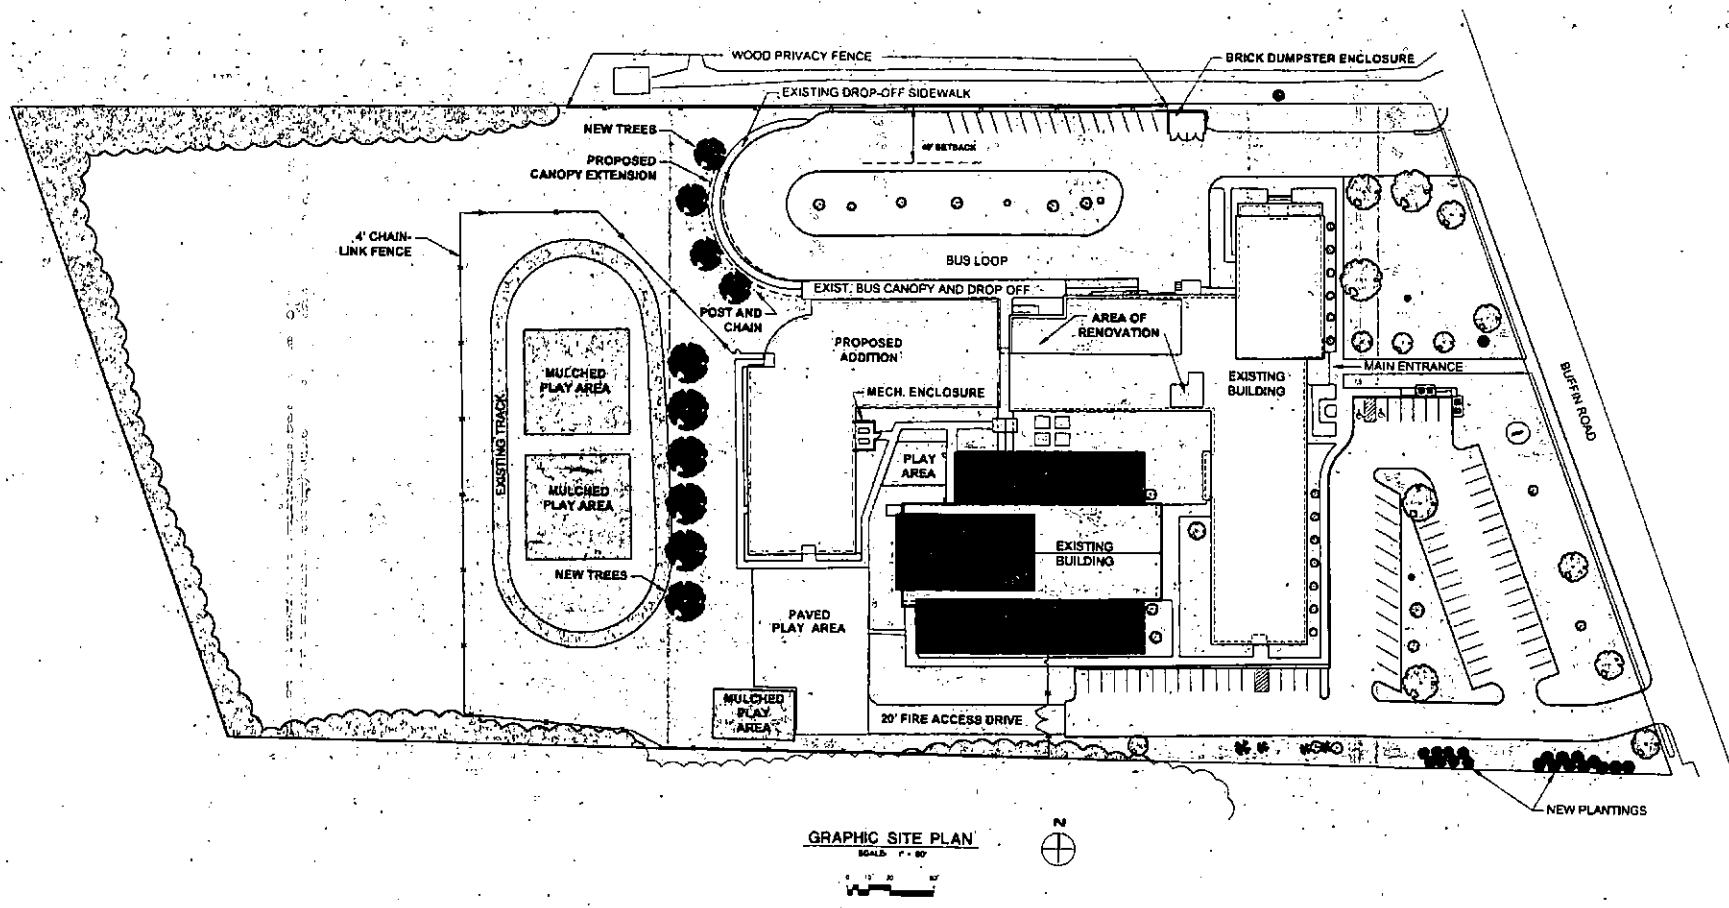 WOOD PRIVACY FENCE
BRICK DUMPSTER ENCLOSURE
EXISTING DROP-OFF SIDEWALK
NEW TREES
PROPOSED
CANOPY EXTENSION
SETBACK
4' CHAIN-
LINK FENCE
BUS LOOP
EXIST. BUS CANOPY AND DROP OFF
POST AND
CHAIN
AREA OF
RENOVATION
PROPOSED
ADDITION
MAIN ENTRANCE
MULCHED
PLAY AREA
EXISTING
BUILDING
MECH. ENCLOSURE
BUFFIN ROAD
EXISTING TRACK
PLAY
AREA
MULCHED
PLAY AREA
EXISTING
BUILDING
NEW TREES
PAVED
PLAY AREA
MULCHED
PLAY
AREA
20' FIRE ACCESS DRIVE
NEW PLANTINGS
N
GRAPHIC SITE PLAN